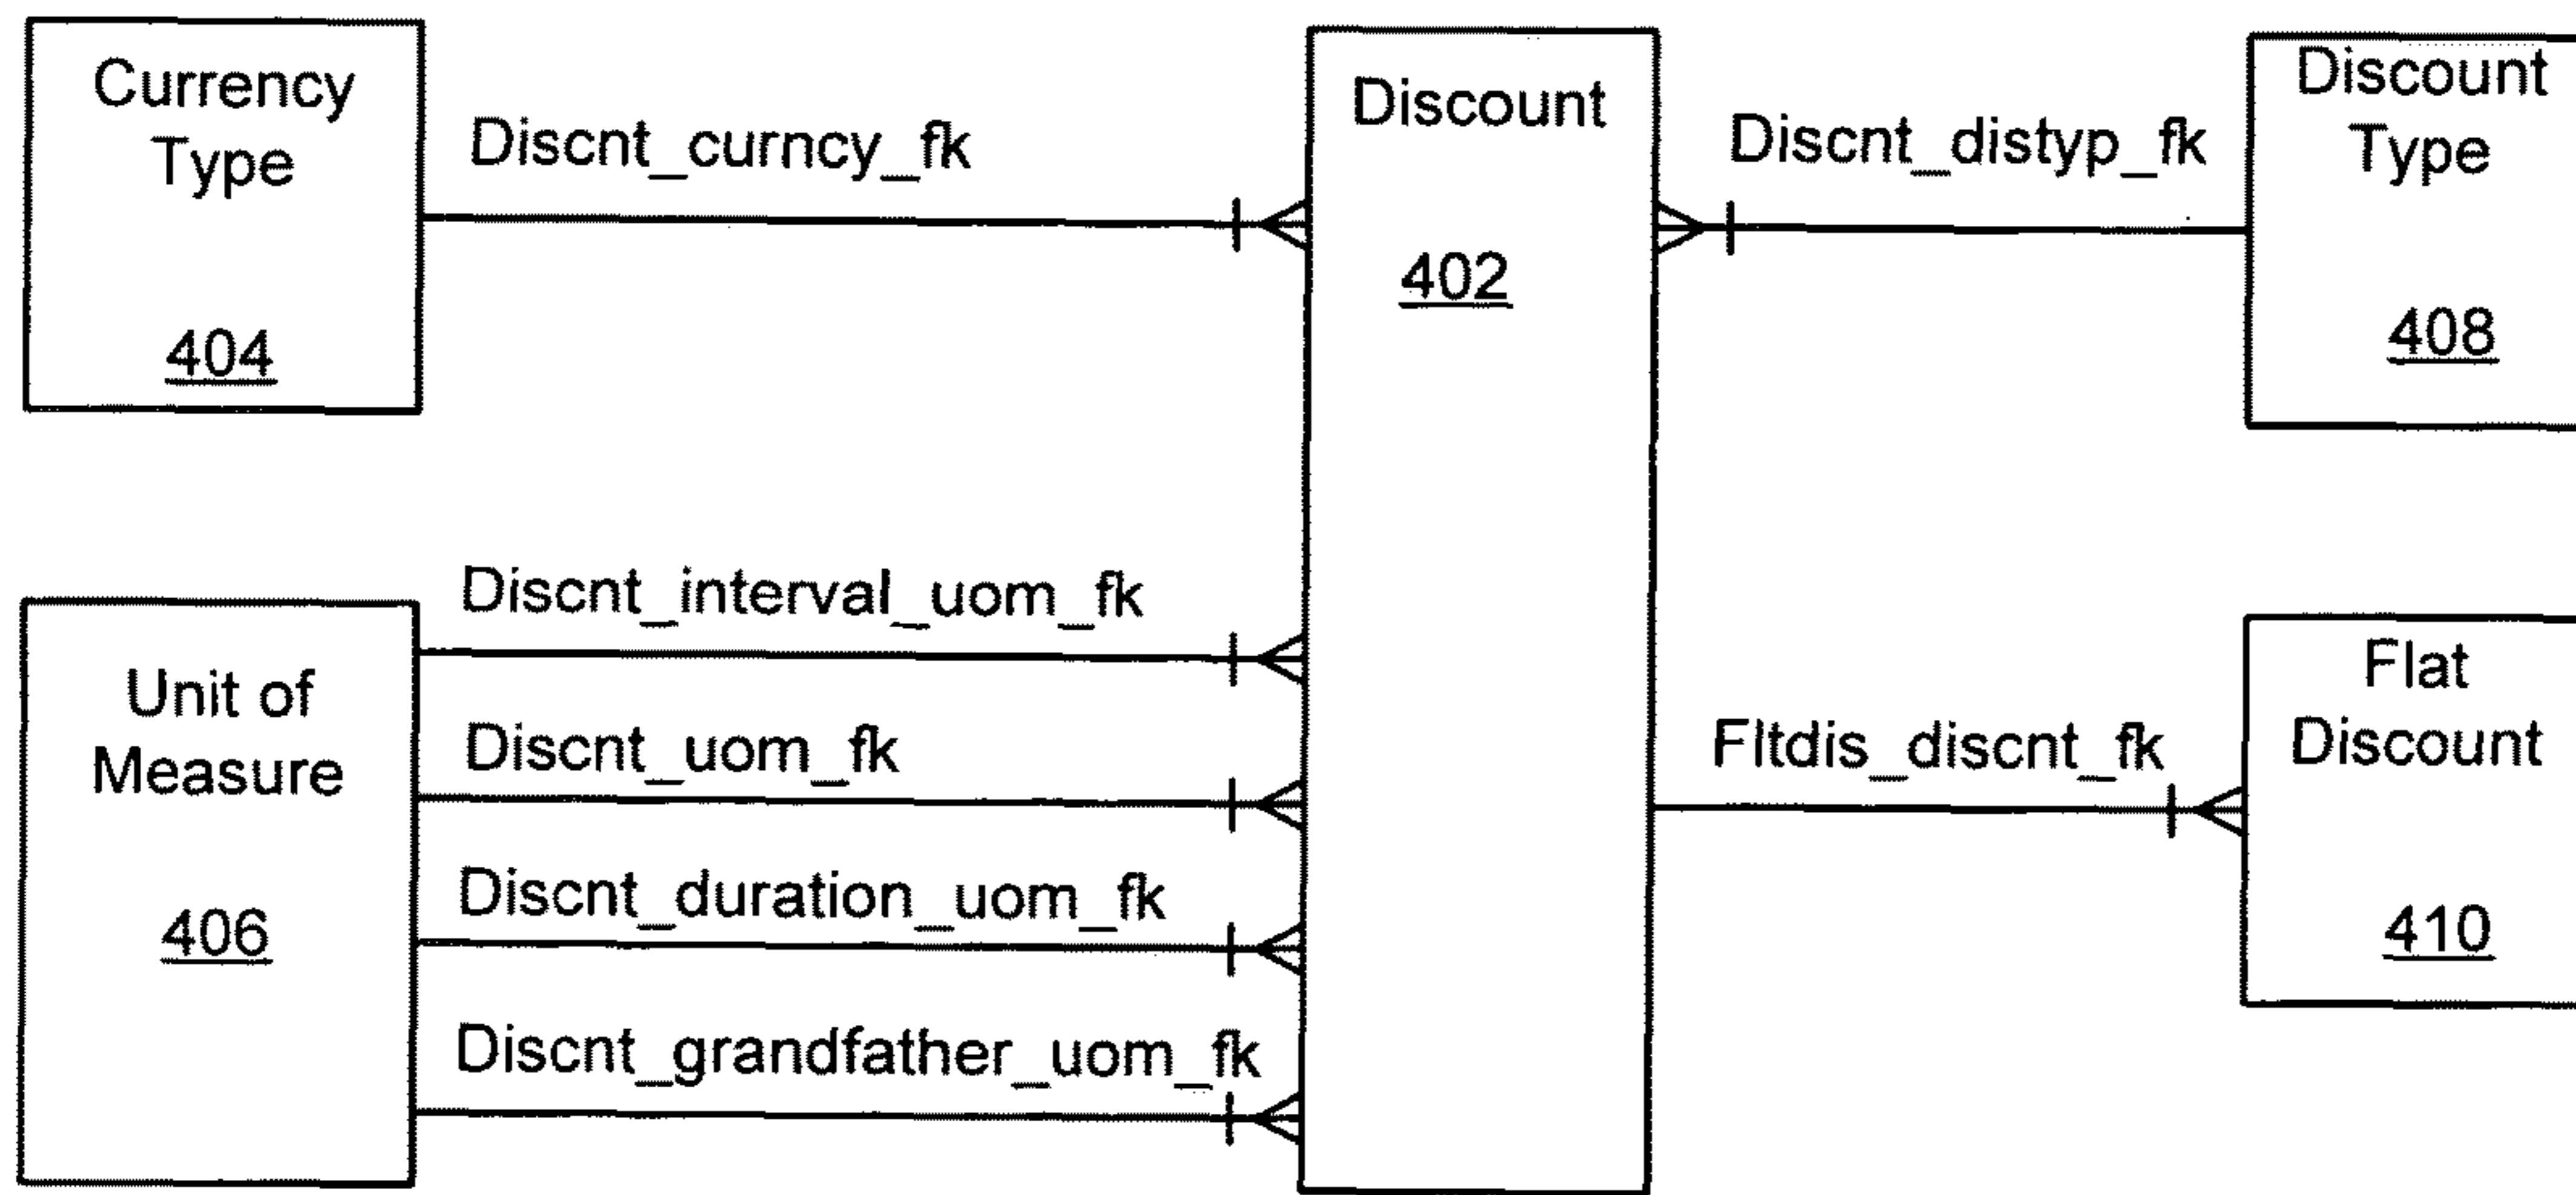 Currency
Type
404
Discnt_curncy_fk
Discount
402
Discnt_distyp_fk
Discount
Type
408
Unit of
Measure
406
Discnt_interval_uom_fk
Discnt_uom_fk
Discnt_duration_uom_fk
Discnt_grandfather_uom_fk
Fltdis_discnt_fk
Flat
Discount
410